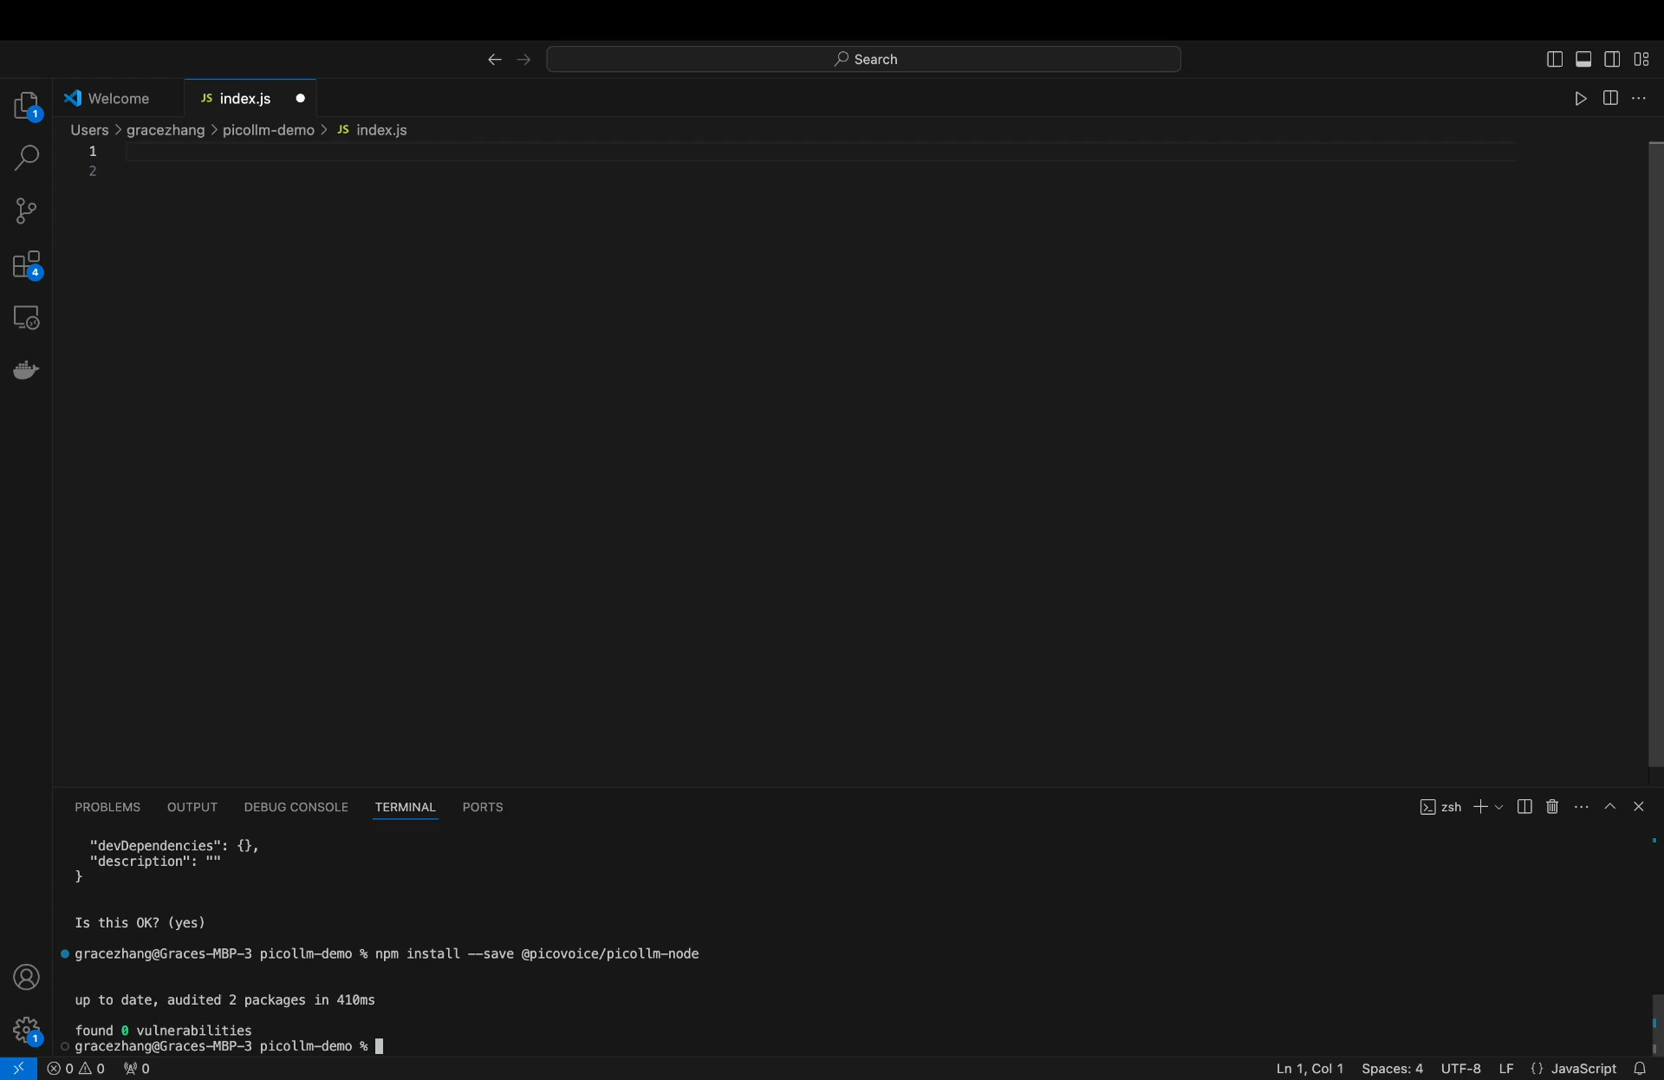 Search
Welcome
JS index.js
1
Users > gracezhang > picollm-demo > JS index.js
1
2
4
PROBLEMS OUTPUT DEBUG CONSOLE TERMINAL PORTS
zsh
"devDependencies": {},
"description": ""
}
Is this OK? (yes)
gracezhang@Graces-MBP-3 picollm-demo % npm install --save @picovoice/picollm-node
up to date, audited 2 packages in 410ms
found 0 vulnerabilities
gracezhang@Graces-MBP-3 picollm-demo %
1
0 0 0
Ln 1, Col 1 Spaces: 4 UTF-8 LF {} JavaScript